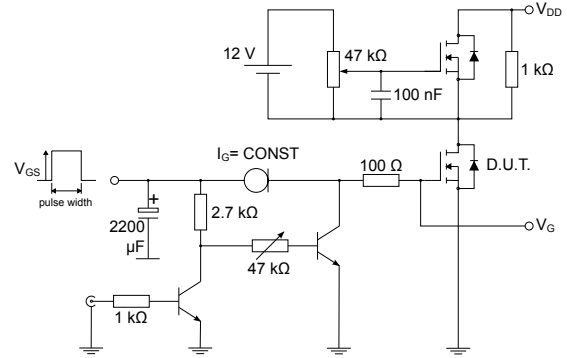 V_DD
12 V
47 kΩ
1 kΩ
100 nF
I_G= CONST
100 Ω
D.U.T.
V_GS
pulse width
+
2200
μF
2.7 kΩ
47 kΩ
V_G
1 kΩ